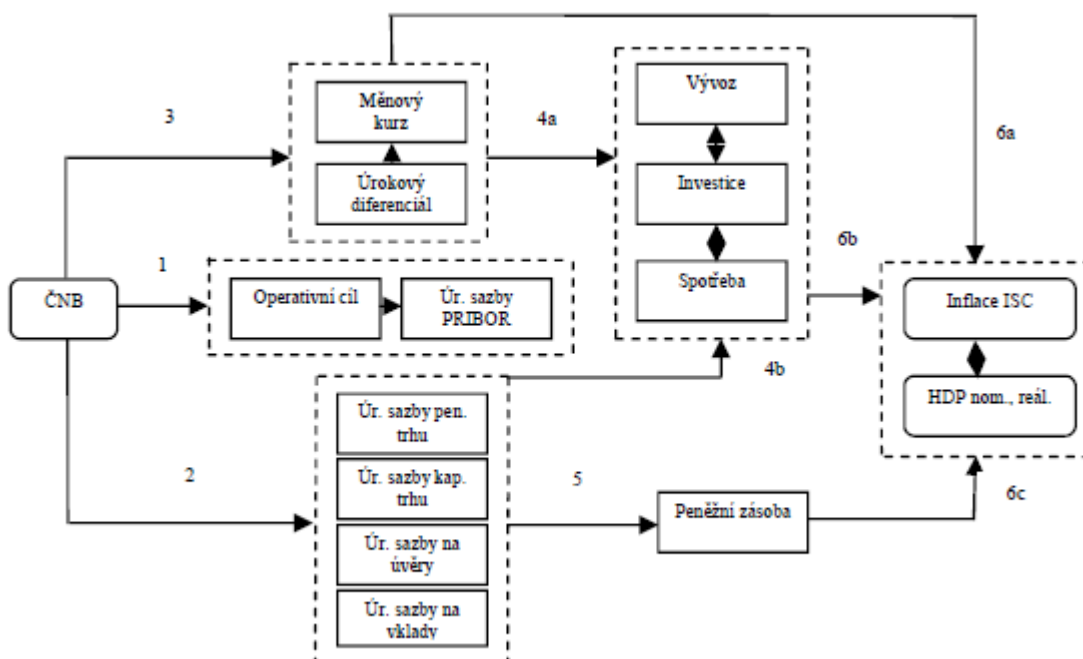 Měnový
kurz
3
4a
Úrokový
diferenciál
Vývoz
Investice
Spotřeba
6a
6b
1
ČNB
Operativní cíl
Úr. sazby
PRIBOR
Inflace ISC
HDP nom., reál.
4b
2
Úr. sazby pen.
trhu
Úr. sazby kap.
trhu
Úr. sazby na
úvěry
Úr. sazby na
vklady
5
Peněžní zásoba
6c